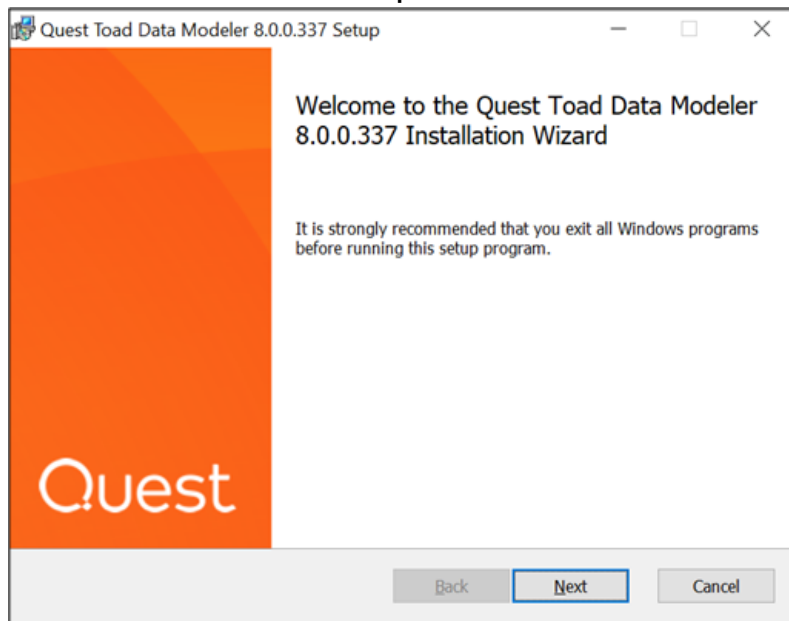 Quest Toad Data Modeler 8.0.0.337 Setup
Welcome to the Quest Toad Data Modeler
8.0.0.337 Installation Wizard
It is strongly recommended that you exit all Windows programs
before running this setup program.
Quest
Back Next Cancel